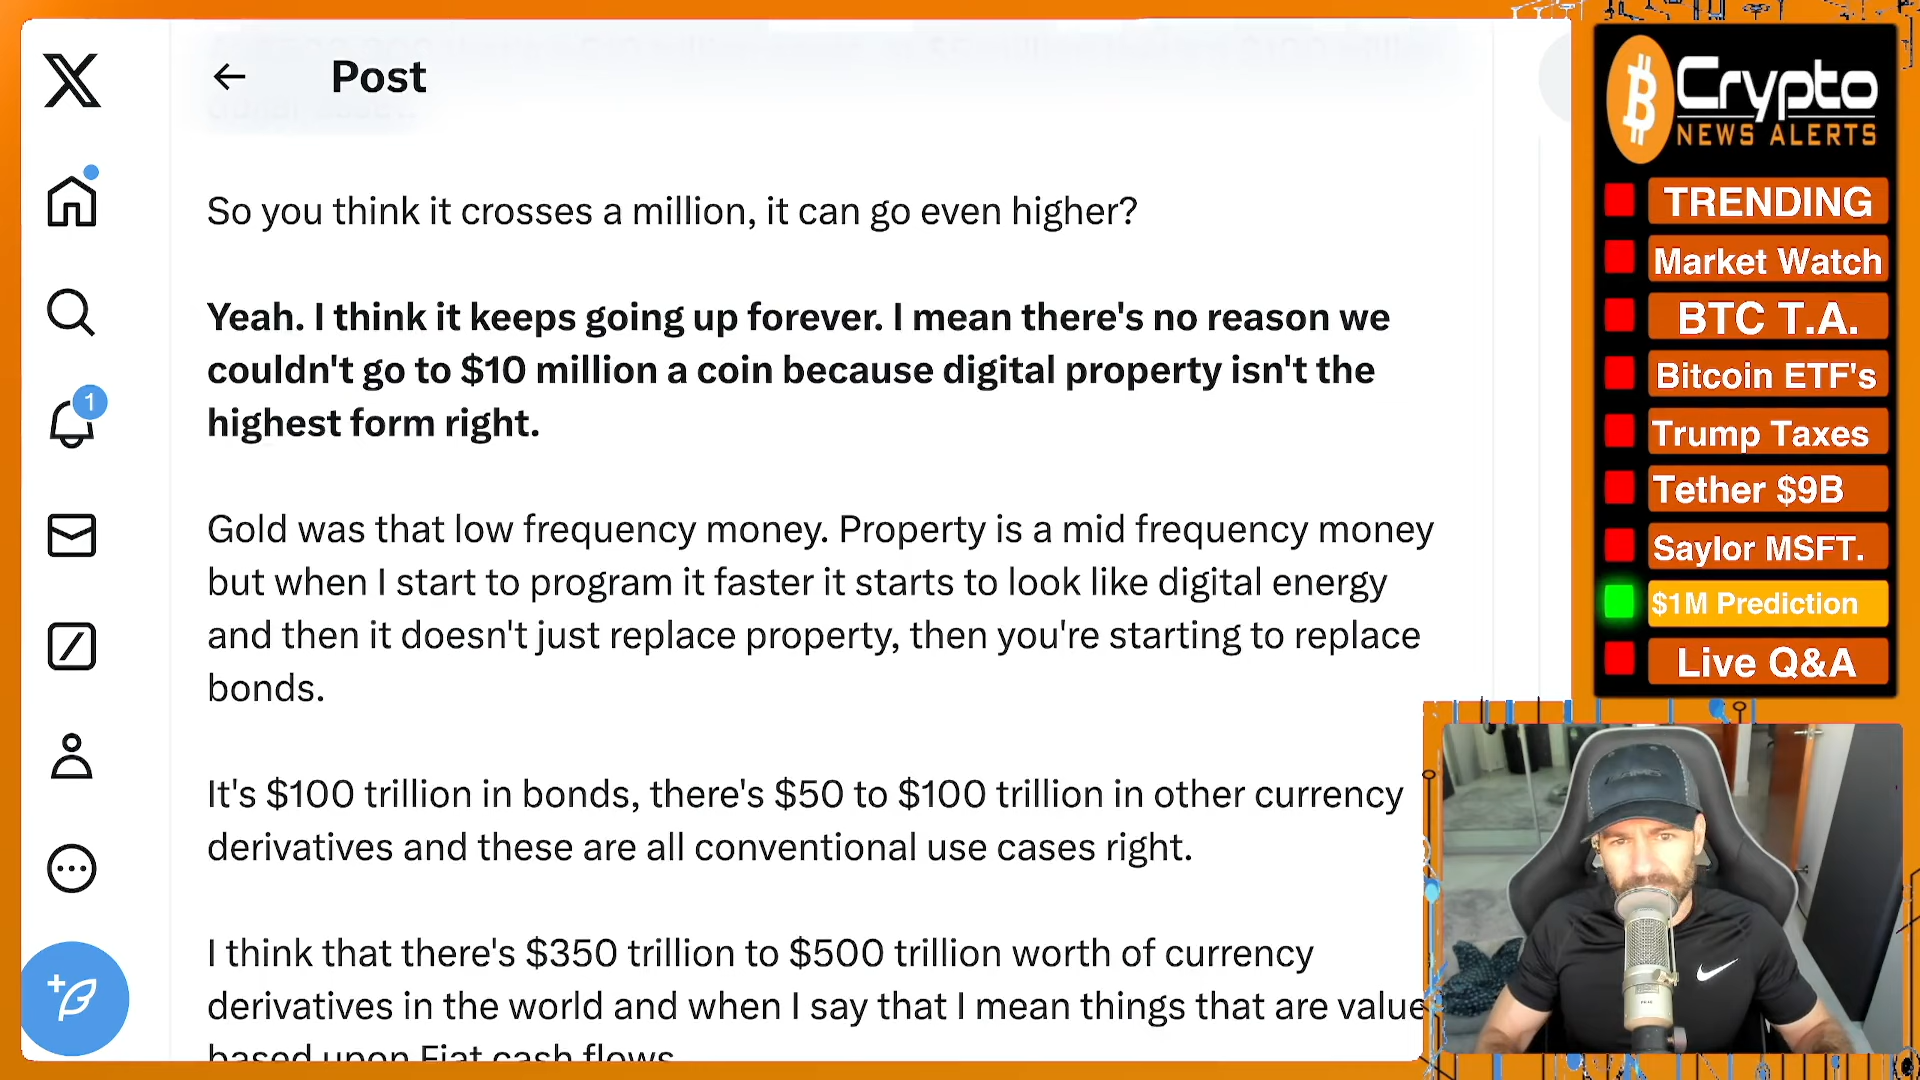 Post
So you think it crosses a million, it can go even higher?
Yeah. I think it keeps going up forever. I mean there's no reason we
couldn't go to $10 million a coin because digital property isn't the
highest form right.
Gold was that low frequency money. Property is a mid frequency money
but when I start to program it faster it starts to look like digital energy
and then it doesn't just replace property, then you're starting to replace
bonds.
It's $100 trillion in bonds, there's $50 to $100 trillion in other currency
derivatives and these are all conventional use cases right.
I think that there's $350 trillion to $500 trillion worth of currency
derivatives in the world and when I say that I mean things that are value
based upon Fiat cash flows
1
Crypto
NEWS ALERTS
TRENDING
Market Watch
BTC T.A.
Bitcoin ETF's
Trump Taxes
Tether $9B
Saylor MSFT.
$1M Prediction
Live Q&A